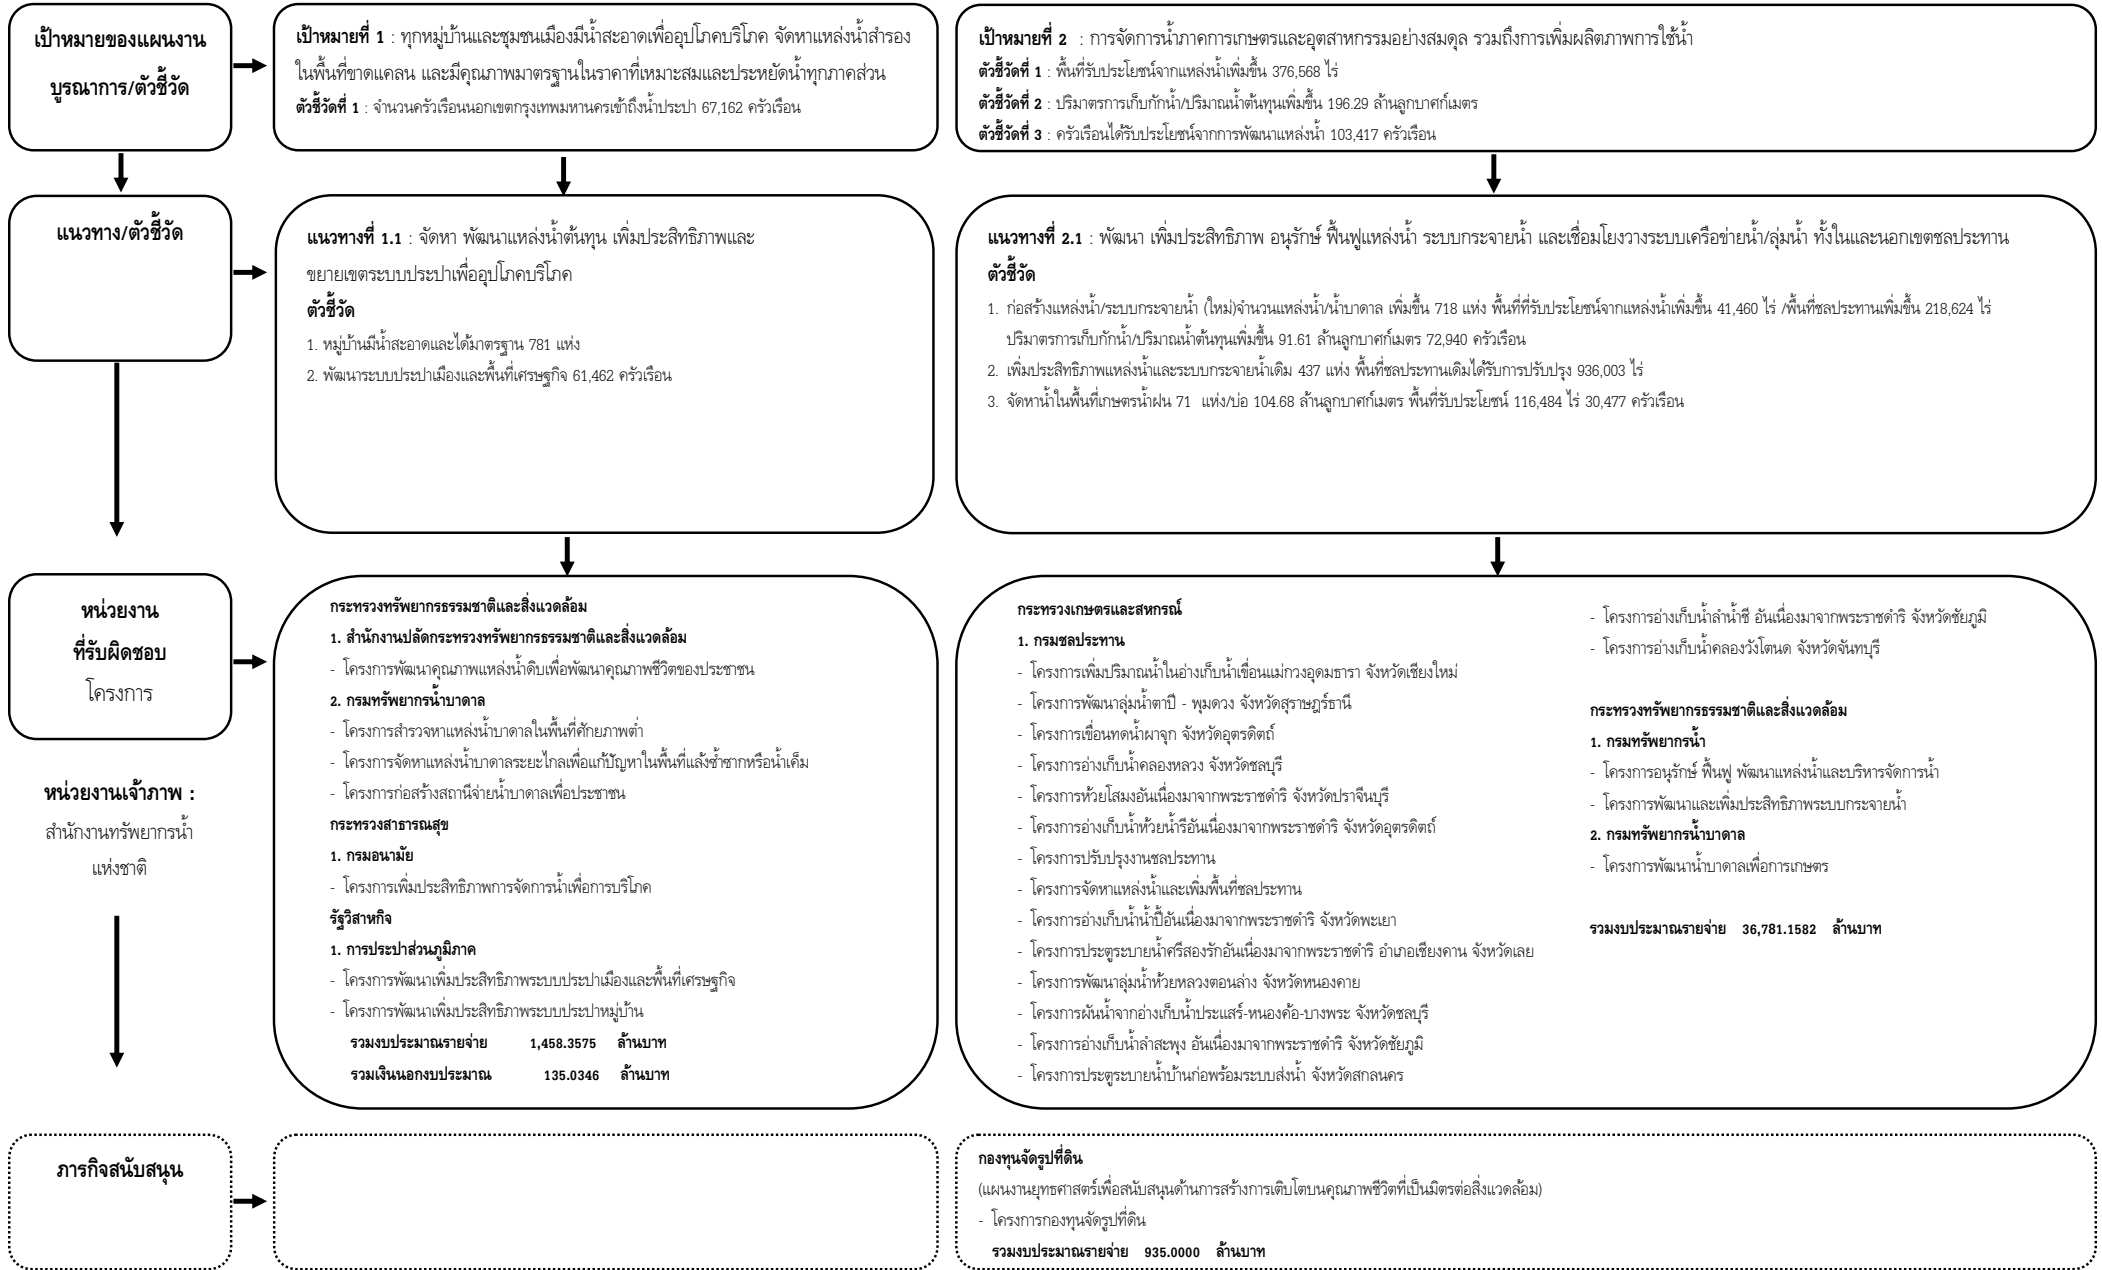 เป้าหมายของแผนงาน
บูรณาการ/ตัวชี้วัด
เป้าหมายที่ 1 : ทุกหมู่บ้านและชุมชนเมืองมีน้ำสะอาดเพื่ออุปโภคบริโภค จัดหาแหล่งน้ำสำรอง
ในพื้นที่ขาดแคลน และมีคุณภาพมาตรฐานในราคาที่เหมาะสมและประหยัดน้ำทุกภาคส่วน
ตัวชี้วัดที่ 1 : จำนวนครัวเรือนนอกเขตกรุงเทพมหานครเข้าถึงน้ำประปา 67,162 ครัวเรือน
เป้าหมายที่ 2 : การจัดการน้ำภาคการเกษตรและอุตสาหกรรมอย่างสมดุล รวมถึงการเพิ่มผลิตภาพการใช้น้ำ
ตัวชี้วัดที่ 1 : พื้นที่รับประโยชน์จากแหล่งน้ำเพิ่มขึ้น 376,568 ไร่
ตัวชี้วัดที่ 2 : ปริมาตรการเก็บกักน้ำ/ปริมาณน้ำต้นทุนเพิ่มขึ้น 196.29 ล้านลูกบาศก์เมตร
ตัวชี้วัดที่ 3 : ครัวเรือนได้รับประโยชน์จากการพัฒนาแหล่งน้ำ 103,417 ครัวเรือน
แนวทาง/ตัวชี้วัด
แนวทางที่ 1.1 : จัดหา พัฒนาแหล่งน้ำต้นทุน เพิ่มประสิทธิภาพและ
ขยายเขตระบบประปาเพื่ออุปโภคบริโภค
ตัวชี้วัด
1. หมู่บ้านมีน้ำสะอาดและได้มาตรฐาน 781 แห่ง
2. พัฒนาระบบประปาเมืองและพื้นที่เศรษฐกิจ 61,462 ครัวเรือน
แนวทางที่ 2.1 : พัฒนา เพิ่มประสิทธิภาพ อนุรักษ์ ฟื้นฟูแหล่งน้ำ ระบบกระจายน้ำ และเชื่อมโยงวางระบบเครือข่ายน้ำ/ลุ่มน้ำ ทั้งในและนอกเขตชลประทาน
ตัวชี้วัด
1. ก่อสร้างแหล่งน้ำ/ระบบกระจายน้ำ (ใหม่)จำนวนแหล่งน้ำ/น้ำบาดาล เพิ่มขึ้น 718 แห่ง พื้นที่ที่รับประโยชน์จากแหล่งน้ำเพิ่มขึ้น 41,460 ไร่ /พื้นที่ชลประทานเพิ่มขึ้น 218,624 ไร่
ปริมาตรการเก็บกักน้ำ/ปริมาณน้ำต้นทุนเพิ่มขึ้น 91.61 ล้านลูกบาศก์เมตร 72,940 ครัวเรือน
2. เพิ่มประสิทธิภาพแหล่งน้ำและระบบกระจายน้ำเดิม 437 แห่ง พื้นที่ชลประทานเดิมได้รับการปรับปรุง 936,003 ไร่
3. จัดหาน้ำในพื้นที่เกษตรน้ำฝน 71 แห่ง/บ่อ 104.68 ล้านลูกบาศก์เมตร พื้นที่รับประโยชน์ 116,484 ไร่ 30,477 ครัวเรือน
หน่วยงาน
ที่รับผิดชอบ
โครงการ
หน่วยงานเจ้าภาพ :
สำนักงานทรัพยากรน้ำ
แห่งชาติ
กระทรวงทรัพยากรธรรมชาติและสิ่งแวดล้อม
1. สำนักงานปลัดกระทรวงทรัพยากรธรรมชาติและสิ่งแวดล้อม
- โครงการพัฒนาคุณภาพแหล่งน้ำดิบเพื่อพัฒนาคุณภาพชีวิตของประชาชน
2. กรมทรัพยากรน้ำบาดาล
- โครงการสำรวจหาแหล่งน้ำบาดาลในพื้นที่ศักยภาพต่ำ
- โครงการจัดหาแหล่งน้ำบาดาลระยะไกลเพื่อแก้ปัญหาในพื้นที่แล้งซ้ำซากหรือน้ำเค็ม
- โครงการก่อสร้างสถานีจ่ายน้ำบาดาลเพื่อประชาชน
กระทรวงสาธารณสุข
1. กรมอนามัย
- โครงการเพิ่มประสิทธิภาพการจัดการน้ำเพื่อการบริโภค
รัฐวิสาหกิจ
1. การประปาส่วนภูมิภาค
- โครงการพัฒนาเพิ่มประสิทธิภาพระบบประปาเมืองและพื้นที่เศรษฐกิจ
- โครงการพัฒนาเพิ่มประสิทธิภาพระบบประปาหมู่บ้าน
รวมงบประมาณรายจ่าย 1,458.3575 ล้านบาท
รวมเงินนอกงบประมาณ 135.0346 ล้านบาท
กระทรวงเกษตรและสหกรณ์
1. กรมชลประทาน
- โครงการเพิ่มปริมาณน้ำในอ่างเก็บน้ำเขื่อนแม่กวงอุดมธารา จังหวัดเชียงใหม่
- โครงการพัฒนาลุ่มน้ำตาปี - พุมดวง จังหวัดสุราษฎร์ธานี
- โครงการเขื่อนทดน้ำผาจุก จังหวัดอุตรดิตถ์
- โครงการอ่างเก็บน้ำคลองหลวง จังหวัดชลบุรี
- โครงการห้วยโสมงอันเนื่องมาจากพระราชดำริ จังหวัดปราจีนบุรี
- โครงการอ่างเก็บน้ำห้วยน้ำรีอันเนื่องมาจากพระราชดำริ จังหวัดอุตรดิตถ์
- โครงการปรับปรุงงานชลประทาน
- โครงการจัดหาแหล่งน้ำและเพิ่มพื้นที่ชลประทาน
- โครงการอ่างเก็บน้ำน้ำปี้อันเนื่องมาจากพระราชดำริ จังหวัดพะเยา
- โครงการประตูระบายน้ำศรีสองรักอันเนื่องมาจากพระราชดำริ อำเภอเชียงคาน จังหวัดเลย
- โครงการพัฒนาลุ่มน้ำห้วยหลวงตอนล่าง จังหวัดหนองคาย
- โครงการผันน้ำจากอ่างเก็บน้ำประแสร์-หนองค้อ-บางพระ จังหวัดชลบุรี
- โครงการอ่างเก็บน้ำลำสะพุง อันเนื่องมาจากพระราชดำริ จังหวัดชัยภูมิ
- โครงการประตูระบายน้ำบ้านก่อพร้อมระบบส่งน้ำ จังหวัดสกลนคร
- โครงการอ่างเก็บน้ำลำน้ำชี อันเนื่องมาจากพระราชดำริ จังหวัดชัยภูมิ
- โครงการอ่างเก็บน้ำคลองวังโตนด จังหวัดจันทบุรี
กระทรวงทรัพยากรธรรมชาติและสิ่งแวดล้อม
1. กรมทรัพยากรน้ำ
- โครงการอนุรักษ์ ฟื้นฟู พัฒนาแหล่งน้ำและบริหารจัดการน้ำ
- โครงการพัฒนาและเพิ่มประสิทธิภาพระบบกระจายน้ำ
2. กรมทรัพยากรน้ำบาดาล
- โครงการพัฒนาน้ำบาดาลเพื่อการเกษตร
รวมงบประมาณรายจ่าย 36,781.1582 ล้านบาท
ภารกิจสนับสนุน
กองทุนจัดรูปที่ดิน
(แผนงานยุทธศาสตร์เพื่อสนับสนุนด้านการสร้างการเติบโตบนคุณภาพชีวิตที่เป็นมิตรต่อสิ่งแวดล้อม)
- โครงการกองทุนจัดรูปที่ดิน
รวมงบประมาณรายจ่าย 935.0000 ล้านบาท